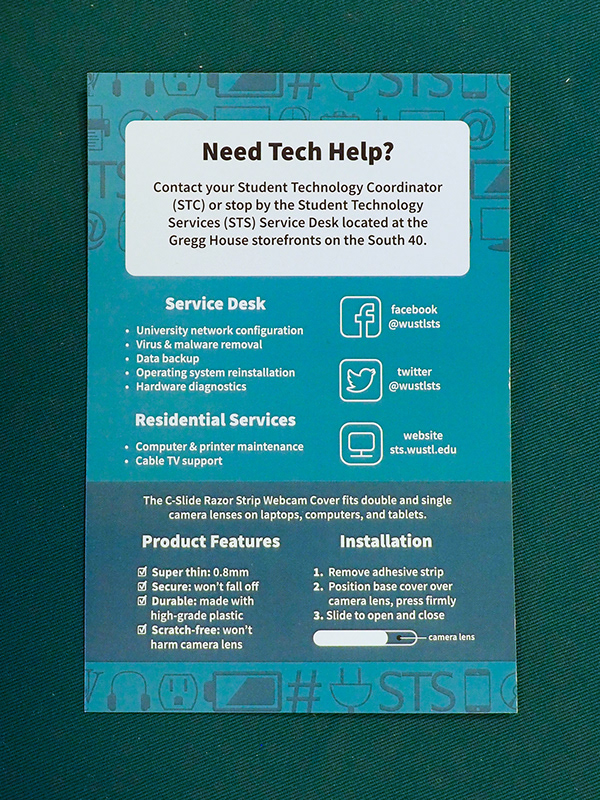 Need Tech Help?
Contact your Student Technology Coordinator
(STC) or stop by the Student Technology
Services (STS) Service Desk located at the
Gregg House storefronts on the South 40.
Service Desk
• University network configuration
• Virus & malware removal
• Data backup
• Operating system reinstallation
• Hardware diagnostics
Residential Services
• Computer & printer maintenance
• Cable TV support
facebook
@wustlsts
twitter
@wustlsts
website
sts.wustl.edu
The C-Slide Razor Strip Webcam Cover fits double and single
camera lenses on laptops, computers, and tablets.
Product Features
Super thin: 0.8mm
Secure: won't fall off
Durable: made with
high-grade plastic
Scratch-free: won't
harm camera lens
Installation
1. Remove adhesive strip
2. Position base cover over
camera lens, press firmly
3. Slide to open and close
camera lens
# STS